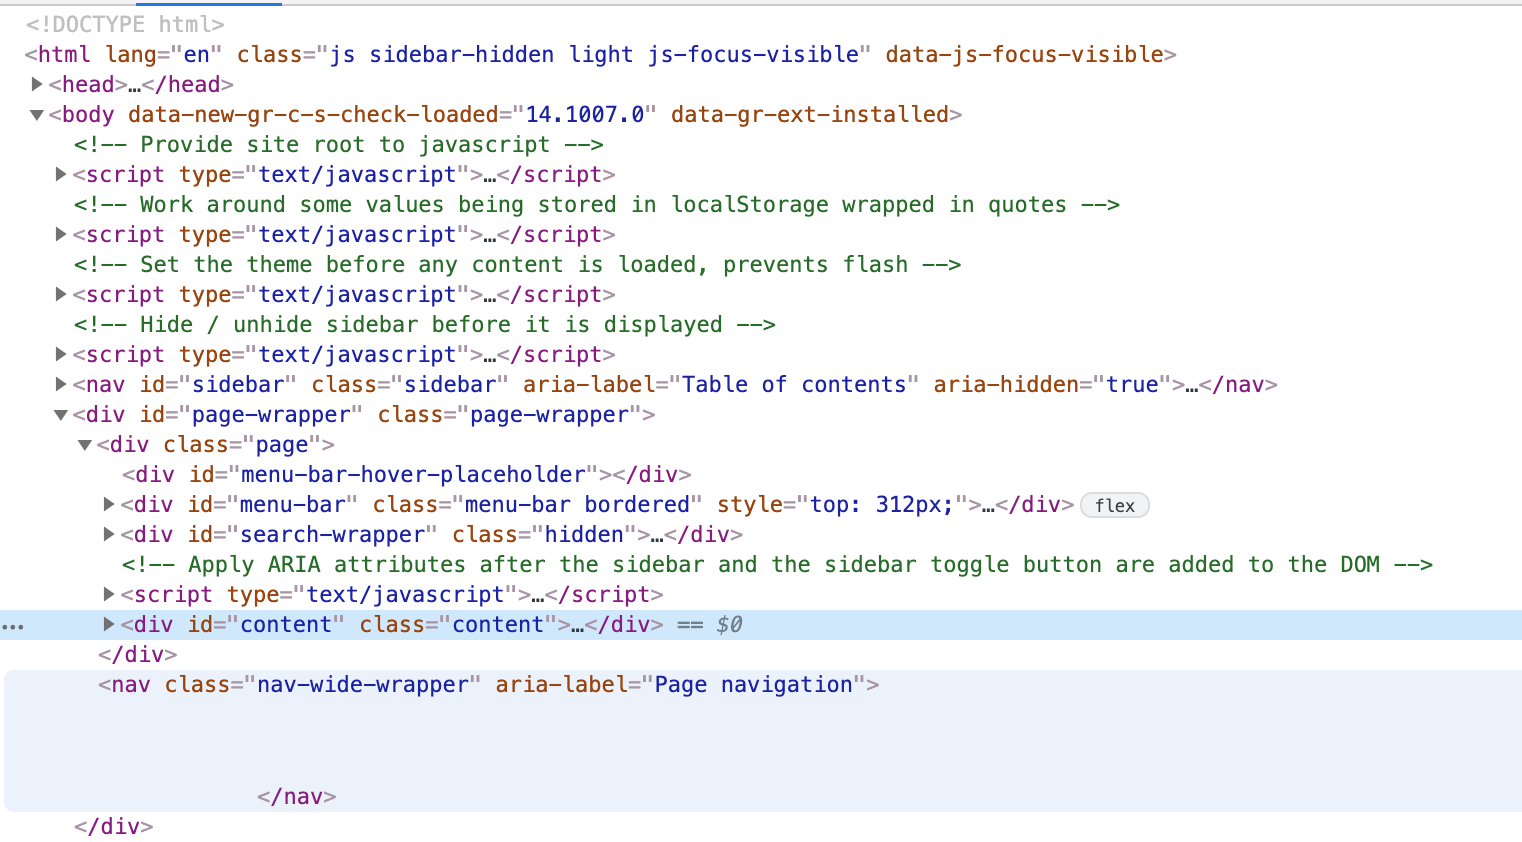 <!DOCTYPE html>
<html lang="en" class="js sidebar-hidden light js-focus-visible" data-js-focus-visible>
<head>…</head>
<body data-new-gr-c-s-check-loaded="14.1007.0" data-gr-ext-installed>
<!-- Provide site root to javascript -->
<script type="text/javascript">…</script>
<!-- Work around some values being stored in localStorage wrapped in quotes -->
<script type="text/javascript">…</script>
<!-- Set the theme before any content is loaded, prevents flash -->
<script type="text/javascript">…</script>
<!-- Hide / unhide sidebar before it is displayed -->
<script type="text/javascript">…</script>
<nav id="sidebar" class="sidebar" aria-label="Table of contents" aria-hidden="true">…</nav>
<div id="page-wrapper" class="page-wrapper">
<div class="page">
<div id="menu-bar-hover-placeholder"></div>
<div id="menu-bar" class="menu-bar bordered" style="top: 312px;">…</div> flex
<div id="search-wrapper" class="hidden">…</div>
<!-- Apply ARIA attributes after the sidebar and the sidebar toggle button are added to the DOM -->
<script type="text/javascript">…</script>
<div id="content" class="content">…</div> == $0
</div>
<nav class="nav-wide-wrapper" aria-label="Page navigation">
</nav>
</div>